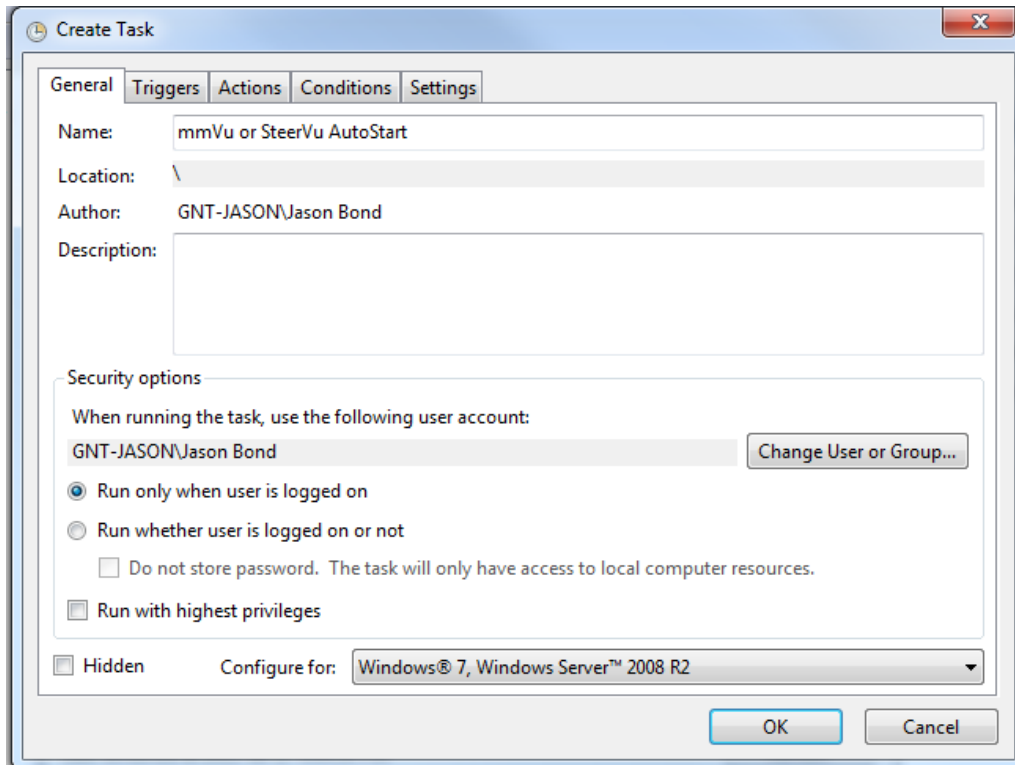 Create Task
General Triggers Actions Conditions Settings
Name: mmVu or SteerVu AutoStart
Location: \
Author: GNT-JASON\Jason Bond
Description:
Security options
When running the task, use the following user account:
GNT-JASON\Jason Bond Change User or Group...
Run only when user is logged on
Run whether user is logged on or not
Do not store password. The task will only have access to local computer resources.
Run with highest privileges
Hidden Configure for: Windows® 7, Windows Server™ 2008 R2
OK Cancel